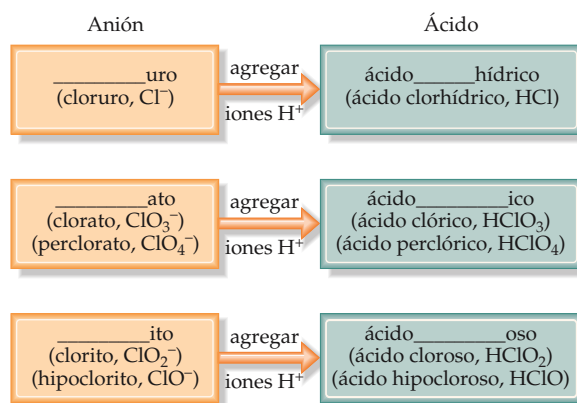 Anión
Ácido
_________uro
(cloruro, Cl⁻)
agregar
iones H⁺
ácido______hídrico
(ácido clorhídrico, HCl)
_________ato
(clorato, ClO₃⁻)
(perclorato, ClO₄⁻)
agregar
iones H⁺
ácido_________ico
(ácido clórico, HClO₃)
(ácido perclórico, HClO₄)
_________ito
(clorito, ClO₂⁻)
(hipoclorito, ClO⁻)
agregar
iones H⁺
ácido_________oso
(ácido cloroso, HClO₂)
(ácido hipocloroso, HClO)